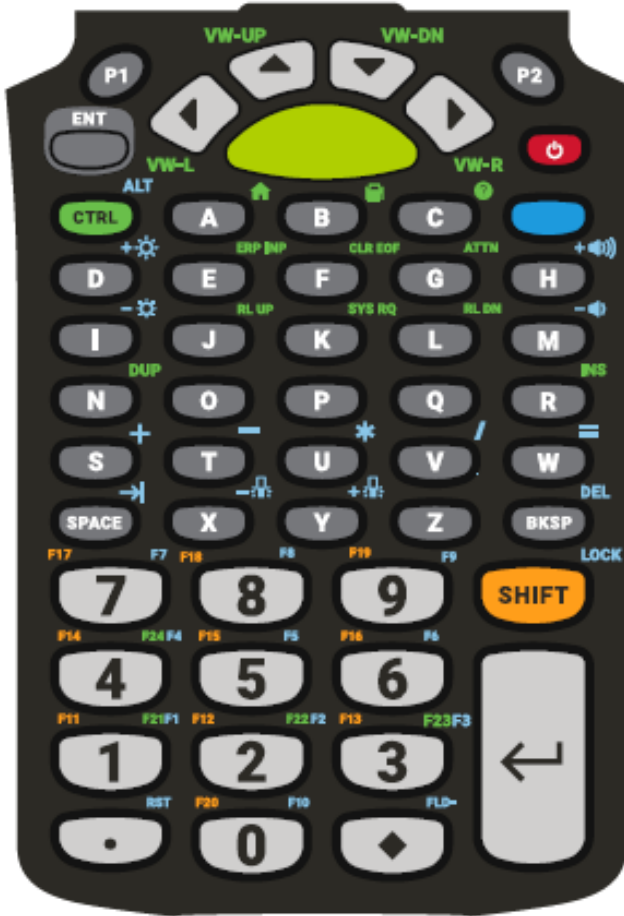 VW-UP VW-DN
P1 P2
ENT
VW-L VW-R
ALT
CTRL A B C
+ ERP INP CLR EOF ATTN +
D E F G H
- RL UP SYS RQ RL DN -
I J K L M
DUP INS
N O P Q R
+ - * / =
S T U V W
- + DEL
SPACE X Y Z BKSP
F17 F7 F18 F8 F19 F9 LOCK
7 8 9 SHIFT
F14 F24 F4 F15 F5 F16 F6
4 5 6
F11 F21 F1 F12 F22 F2 F13 F23 F3
1 2 3
RST F20 F10 FLD-
. 0